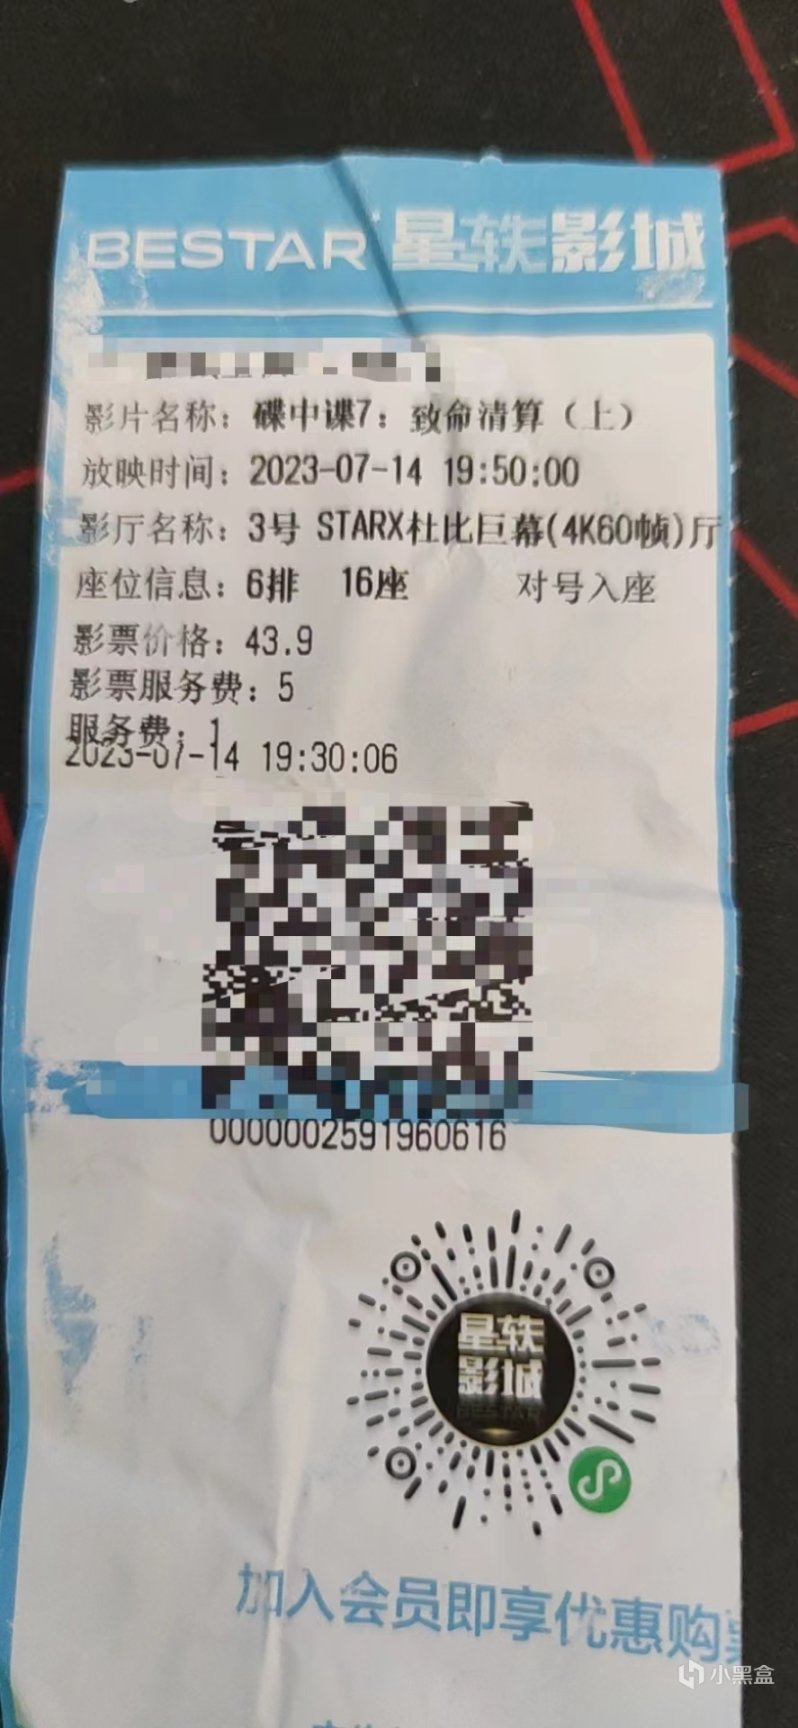 BESTAR 星轶影城
影片名称：碟中谍7：致命清算（上）
放映时间：2023-07-14 19:50:00
影厅名称：3号 STARX杜比巨幕(4K60帧)厅
座位信息：6排 16座 对号入座
影票价格：43.9
影票服务费：5
服务费：1
2023-07-14 19:30:06
0000002591960616
星轶
影城
加入会员即享优惠购
小黑盒